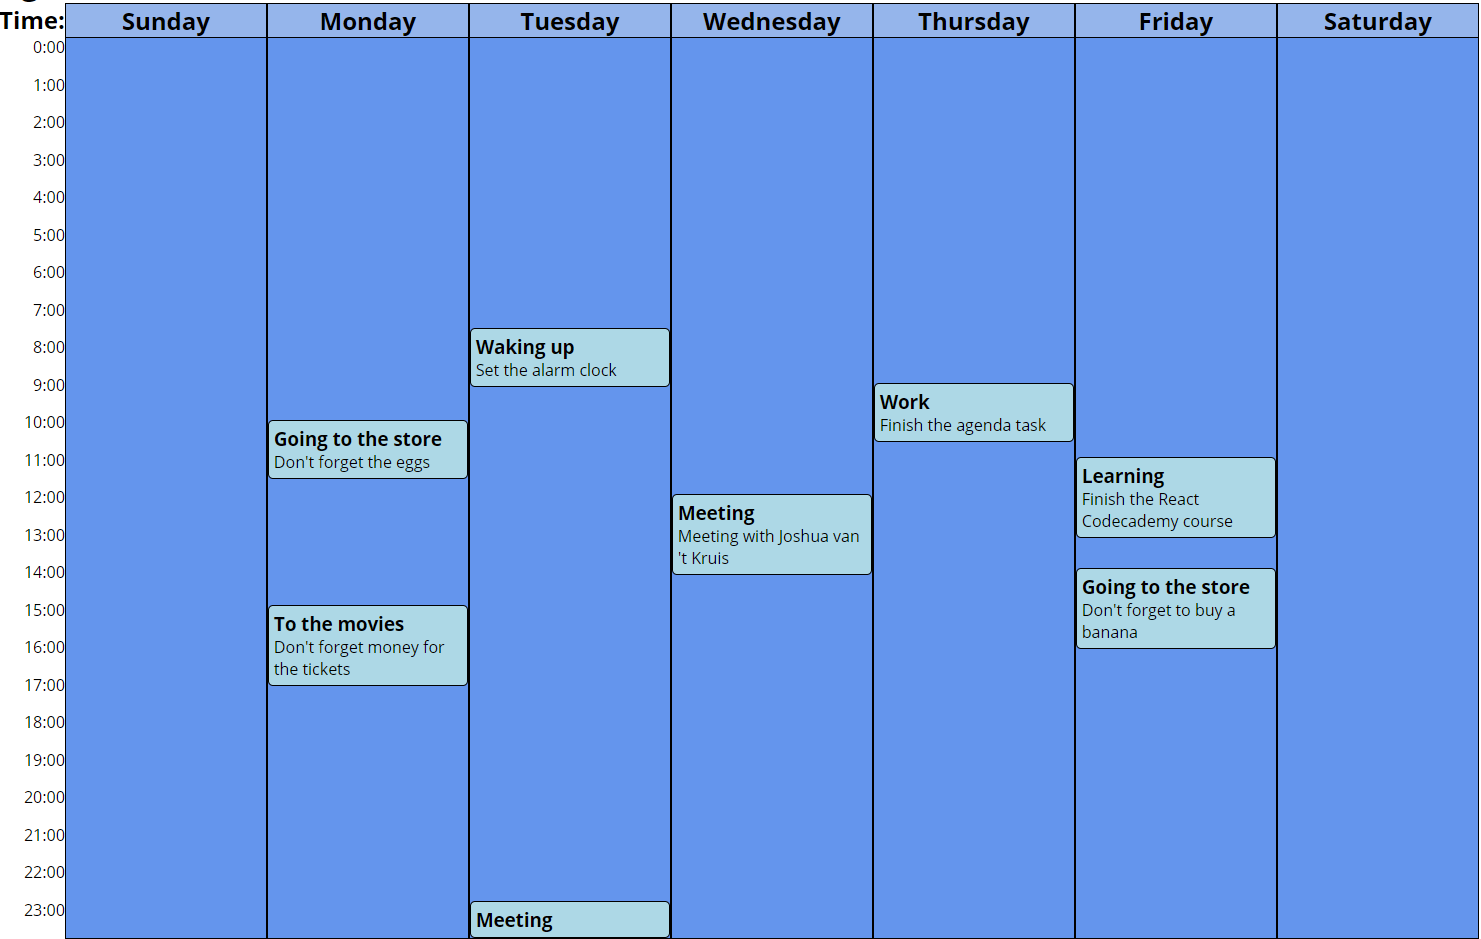 Time: Sunday Monday Tuesday Wednesday Thursday Friday Saturday
0:00
1:00
2:00
3:00
4:00
5:00
6:00
7:00
8:00
9:00
10:00
11:00
12:00
13:00
14:00
15:00
16:00
17:00
18:00
19:00
20:00
21:00
22:00
23:00
Going to the store
Don't forget the eggs
To the movies
Don't forget money for
the tickets
Waking up
Set the alarm clock
Meeting
Meeting
Meeting with Joshua van
't Kruis
Work
Finish the agenda task
Learning
Finish the React
Codecademy course
Going to the store
Don't forget to buy a
banana